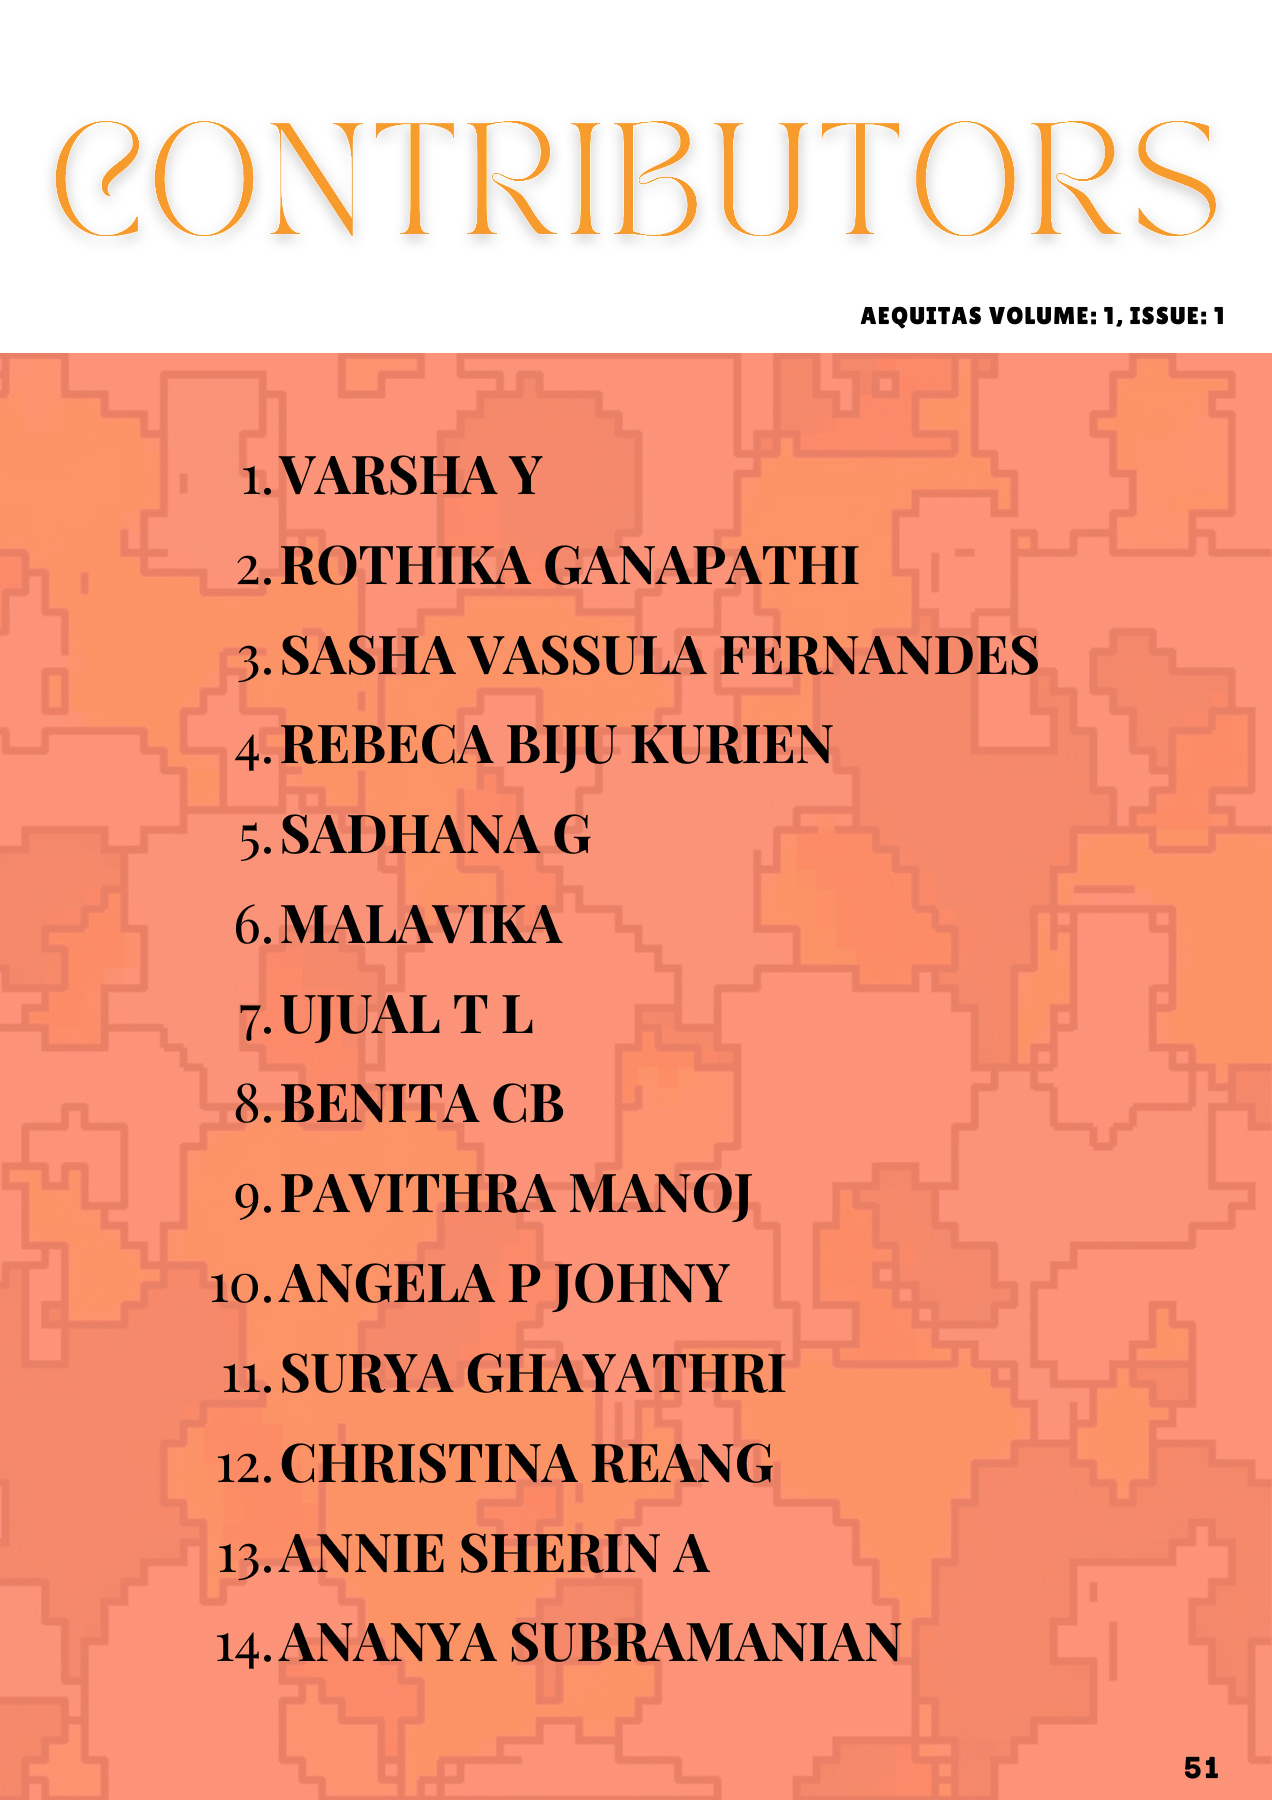 CONTRIBUTORS
AEQUITAS VOLUME: 1, ISSUE: 1
1. VARSHA Y
2. ROTHIKA GANAPATHI
3. SASHA VASSULA FERNANDES
4. REBECA BIJU KURIEN
5. SADHANA G
6. MALAVIKA
7. UJUAL T L
8. BENITA CB
9. PAVITHRA MANOJ
10. ANGELA P JOHNY
11. SURYA GHAYATHRI
12. CHRISTINA REANG
13. ANNIE SHERIN A
14. ANANYA SUBRAMANIAN
51